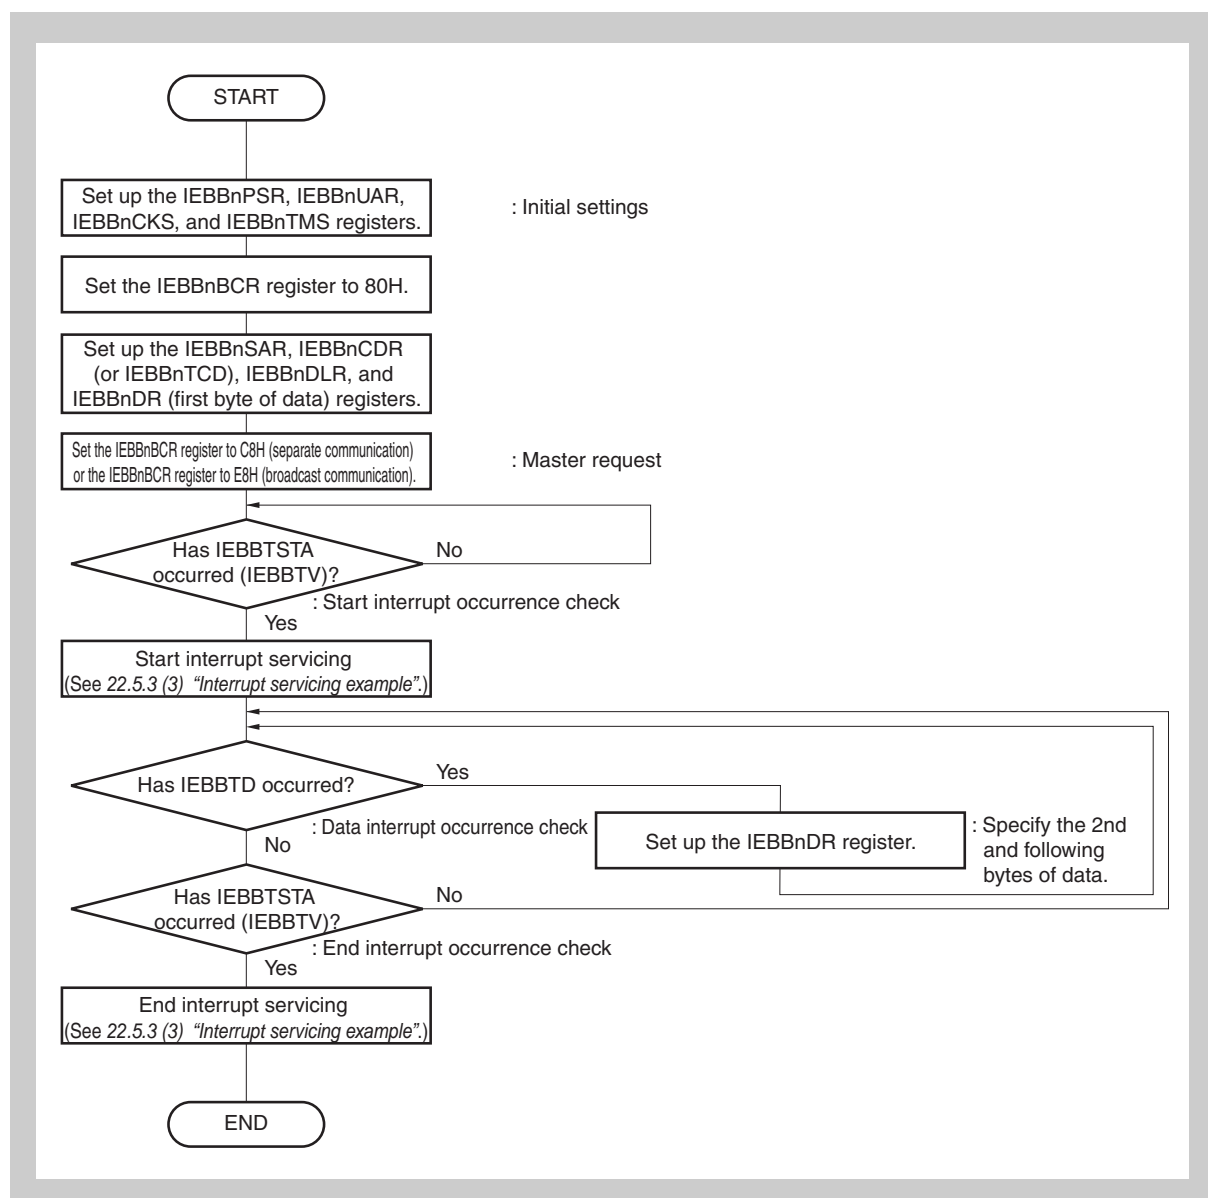 START
Set up the IEBBnPSR, IEBBnUAR,
IEBBnCKS, and IEBBnTMS registers.
: Initial settings
Set the IEBBnBCR register to 80H.
Set up the IEBBnSAR, IEBBnCDR
(or IEBBnTCD), IEBBnDLR, and
IEBBnDR (first byte of data) registers.
Set the IEBBnBCR register to C8H (separate communication)
or the IEBBnBCR register to E8H (broadcast communication).
: Master request
Has IEBBTSTA
occurred (IEBBTV)?
No
: Start interrupt occurrence check
Yes
Start interrupt servicing
(See 22.5.3 (3) “Interrupt servicing example”.)
Has IEBBTD occurred?
Yes
: Data interrupt occurrence check
No
Set up the IEBBnDR register.
: Specify the 2nd
and following
bytes of data.
Has IEBBTSTA
occurred (IEBBTV)?
No
: End interrupt occurrence check
Yes
End interrupt servicing
(See 22.5.3 (3) “Interrupt servicing example”.)
END